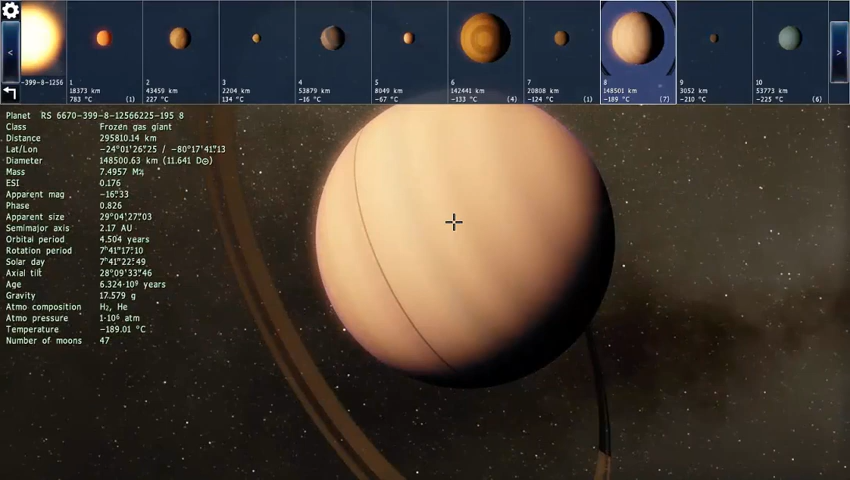 <
-399-8-1256
1
18373 km
783 °C (1)
2
43459 km
227 °C
3
2204 km
134 °C
4
53879 km
-16 °C
5
8049 km
-67 °C
6
142441 km
-133 °C (4)
7
20808 km
-124 °C (1)
8
148501 km
-189 °C (7)
9
3052 km
-210 °C
10
53773 km
-225 °C (6)
>
Planet RS 6670-399-8-12566225-195 8
Class Frozen gas giant
Distance 295810.14 km
Lat/Lon -24°01'26"25 / -80°17'41"13
Diameter 148500.63 km (11.641 D⊙)
Mass 7.4957 M♃
ESI 0.176
Apparent mag -16.33
Phase 0.826
Apparent size 29°04'27"03
Semimajor axis 2.17 AU
Orbital period 4.504 years
Rotation period 7ʰ41ᵐ17ˢ10
Solar day 7ʰ41ᵐ22ˢ49
Axial tilt 28°09'33"46
Age 6.324·10⁹ years
Gravity 17.579 g
Atmo composition H₂, He
Atmo pressure 1·10⁶ atm
Temperature -189.01 °C
Number of moons 47